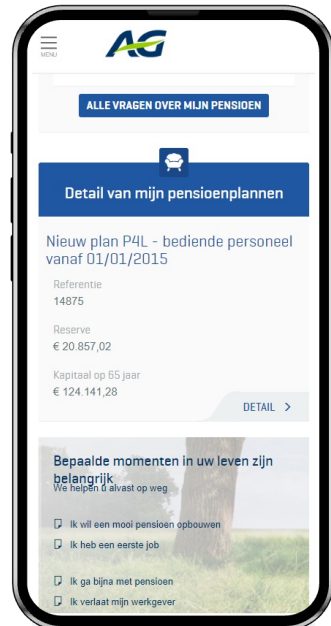 MENU
AG
ALLE VRAGEN OVER MIJN PENSIOEN
Detail van mijn pensioenplannen
Nieuw plan P4L - bediende personeel
vanaf 01/01/2015
Referentie
14875
Reserve
€ 20.857,02
Kapitaal op 65 jaar
€ 124.141,28
DETAIL >
Bepaalde momenten in uw leven zijn
belangrijk
We helpen u alvast op weg
Ik wil een mooi pensioen opbouwen
Ik heb een eerste job
Ik ga bijna met pensioen
Ik verlaat mijn werkgever